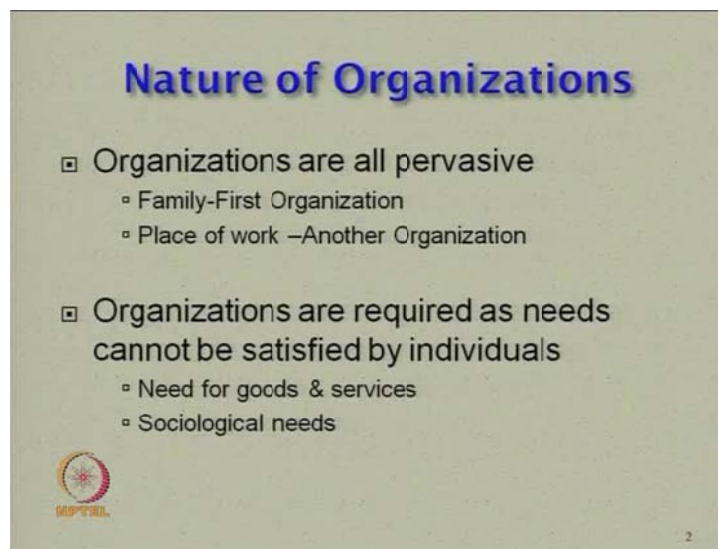 Nature of Organizations
Organizations are all pervasive
Family-First Organization
Place of work –Another Organization
Organizations are required as needs
cannot be satisfied by individuals
Need for goods & services
Sociological needs
NPTEL
2